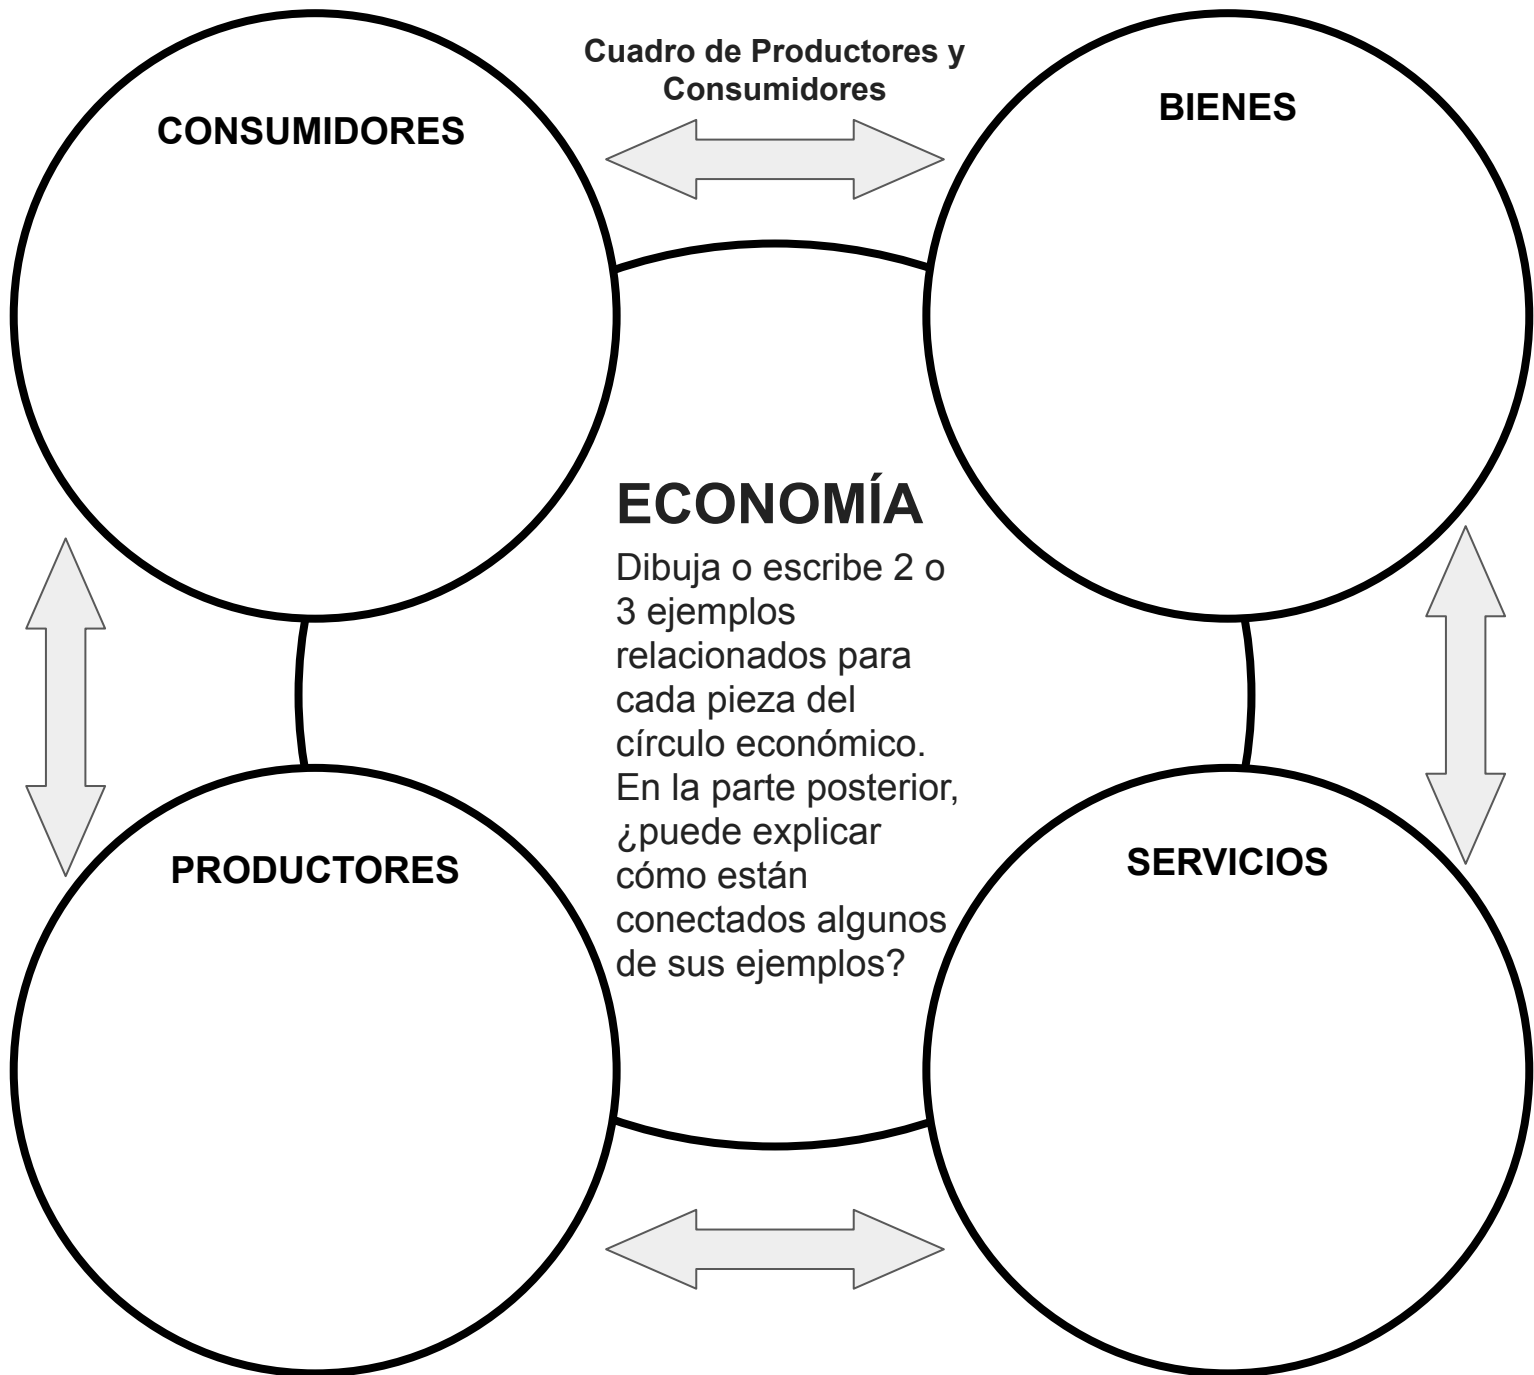 Cuadro de Productores y
Consumidores
CONSUMIDORES
BIENES
ECONOMÍA
Dibuja o escribe 2 o
3 ejemplos
relacionados para
cada pieza del
círculo económico.
En la parte posterior,
¿puede explicar
cómo están
conectados algunos
de sus ejemplos?
PRODUCTORES
SERVICIOS